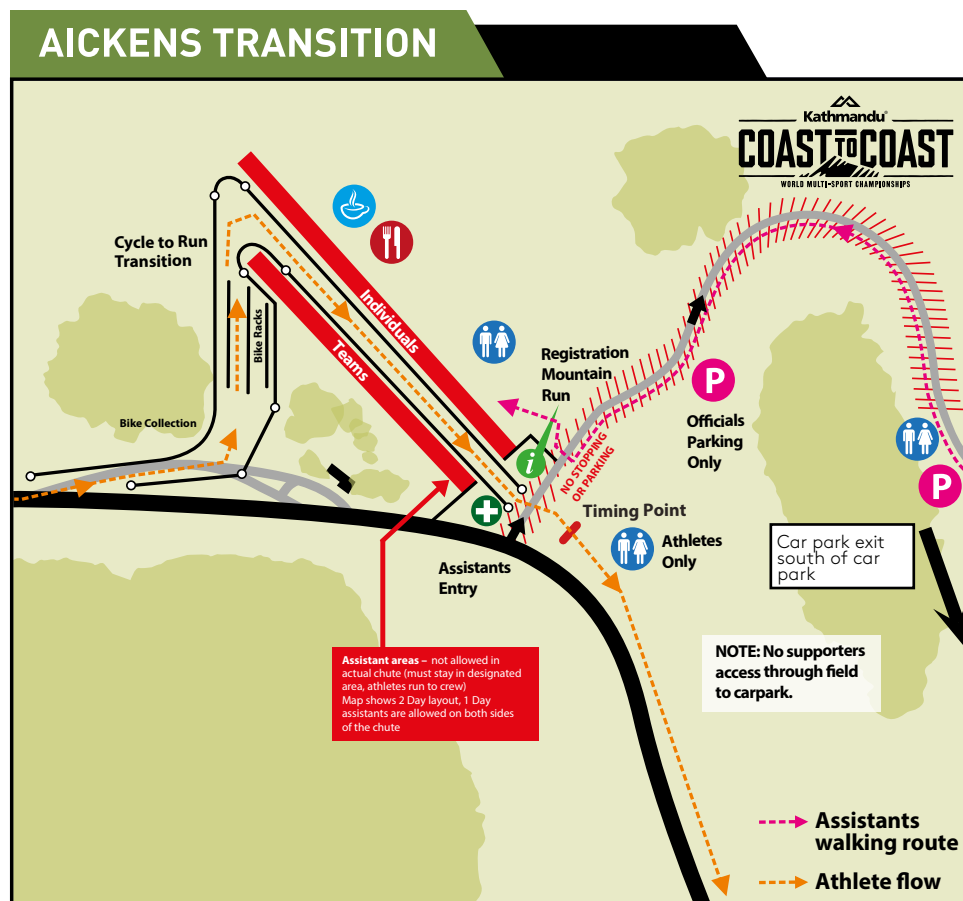 AICKENS TRANSITION
Kathmandu®
COAST TO COAST
WORLD MULTI-SPORT CHAMPIONSHIPS
Cycle to Run
Transition
Individuals
Teams
Bike Racks
Bike Collection
Registration
Mountain
Run
i
NO STOPPING
OR PARKING
P
Officials
Parking
Only
P
Timing Point
Athletes
Only
Assistants
Entry
Car park exit
south of car
park
Assistant areas – not allowed in
actual chute (must stay in designated
area, athletes run to crew)
Map shows 2 Day layout, 1 Day
assistants are allowed on both sides
of the chute
NOTE: No supporters
access through field
to carpark.
Assistants
walking route
Athlete flow